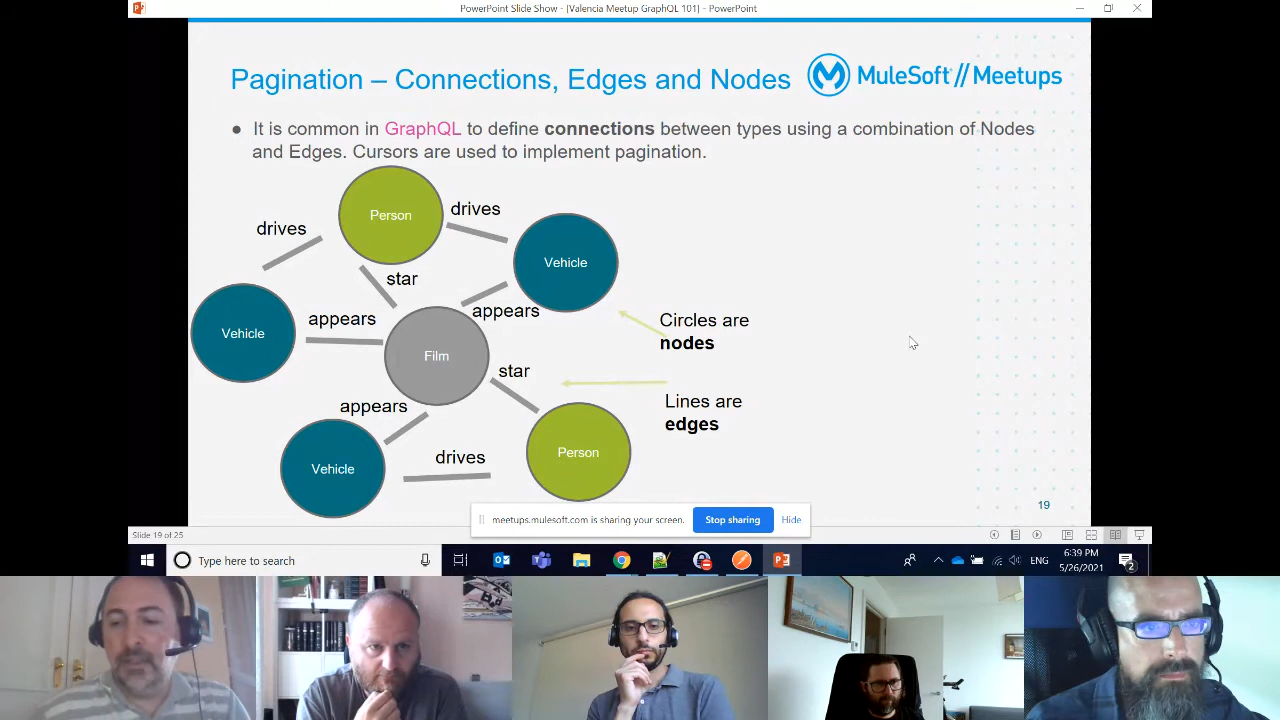 PowerPoint Slide Show - [Valencia Meetup GraphQL 101] - PowerPoint
Pagination – Connections, Edges and Nodes
MuleSoft // Meetups
● It is common in GraphQL to define connections between types using a combination of Nodes
and Edges. Cursors are used to implement pagination.
Person
drives
drives
Vehicle
star
appears
appears
Vehicle
Film
Circles are
nodes
star
appears
Lines are
edges
Person
drives
Vehicle
19
meetups.mulesoft.com is sharing your screen.
Stop sharing
Hide
Slide 19 of 25
Type here to search
ENG
6:39 PM
5/26/2021
2